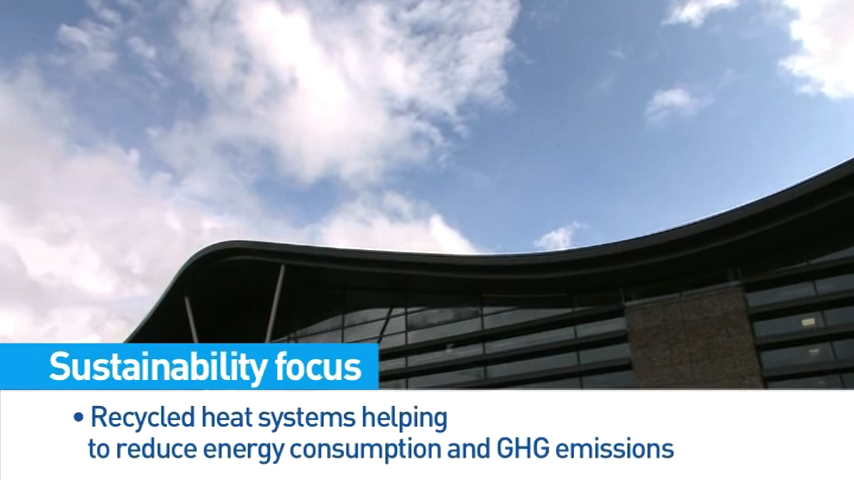 Sustainability focus
• Recycled heat systems helping
to reduce energy consumption and GHG emissions